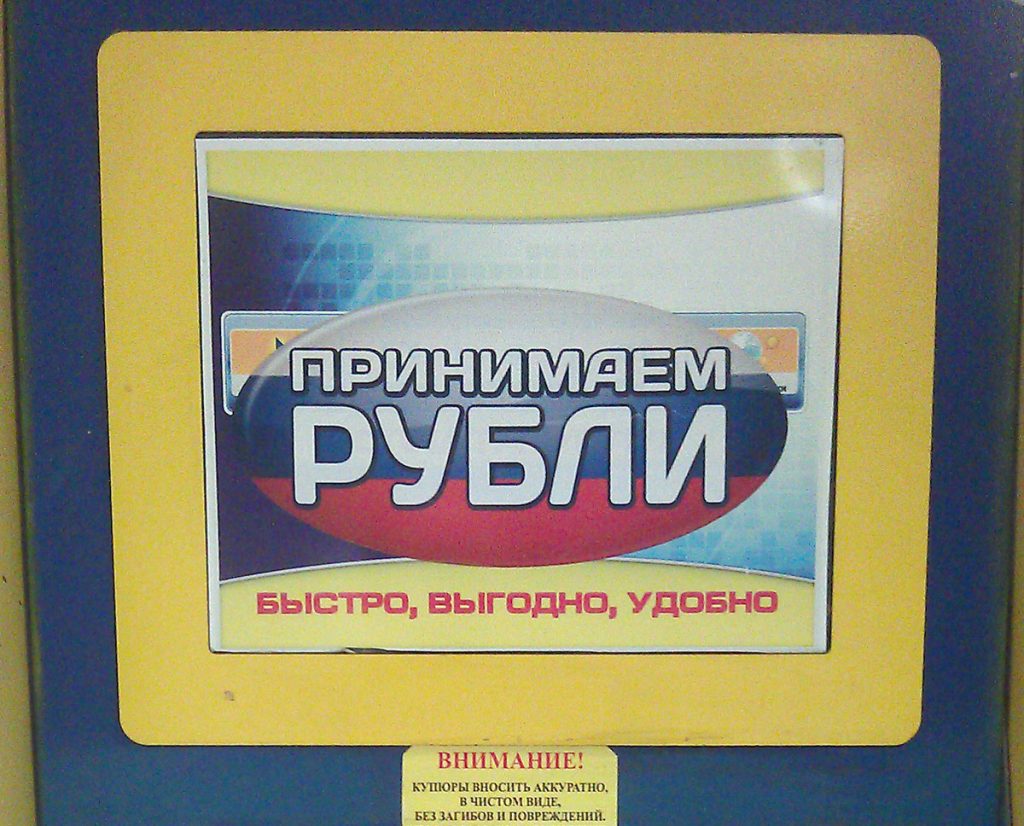 ПРИНИМАЕМ
РУБЛИ
БЫСТРО, ВЫГОДНО, УДОБНО
ВНИМАНИЕ!
КУПЮРЫ ВНОСИТЬ АККУРАТНО,
В ЧИСТОМ ВИДЕ,
БЕЗ ЗАГИБОВ И ПОВРЕЖДЕНИЙ.